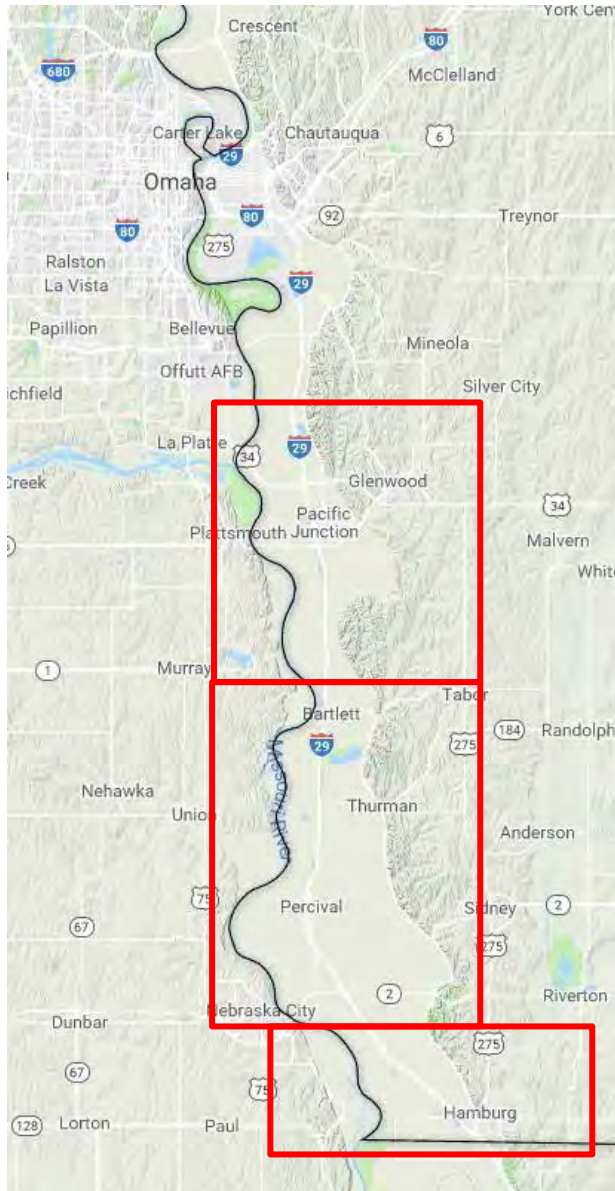 York Cen
Crescent
80
680
McClelland
Carter Lake
Chautauqua
6
29
Omaha
92
Treynor
80
80
275
Ralston
29
La Vista
Papillion
Bellevue
Mineola
Offutt AFB
Silver City
ichfield
La Platte
34
29
Creek
Glenwood
34
Pacific
Junction
Plattsmouth
Malvern
White
1
Murray
Tabor
Bartlett
184
Randolph
29
275
Missouri River
Nehawka
Thurman
Union
Anderson
75
Percival
Sidney
2
67
275
2
Riverton
Nebraska City
Dunbar
275
67
75
Hamburg
128
Lorton
Paul